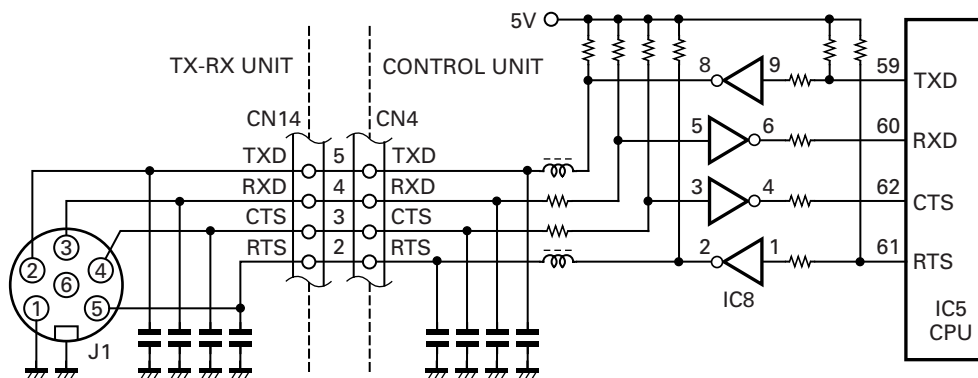 5V
TX-RX UNIT
CONTROL UNIT
8
9
59
TXD
CN14
CN4
5
6
60
RXD
TXD
5
TXD
RXD
4
RXD
3
4
62
CTS
CTS
3
CTS
RTS
2
RTS
2
1
61
RTS
3
2
4
6
1
5
IC8
IC5
CPU
J1